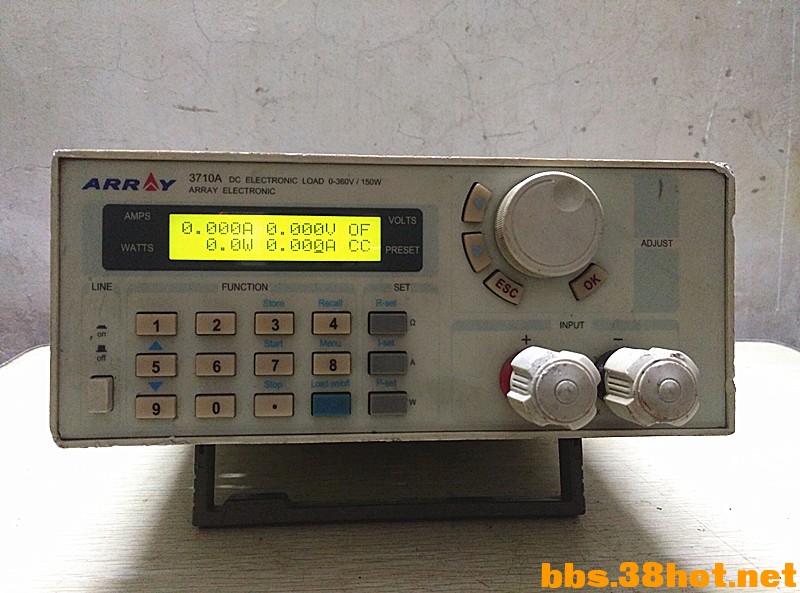 ARRAY 3710A DC ELECTRONIC LOAD 0-360V / 150W
ARRAY ELECTRONIC
AMPS
WATTS
0.000A 0.000V OF
0.0W 0.000A CC
VOLTS
PRESET
ESC
OK
ADJUST
LINE
on
off
FUNCTION
SET
Store
Recall
R-set
1
2
3
4
Ω
Start
Menu
I-set
5
6
7
8
A
Stop
Load on/off
P-set
9
0
•
W
INPUT
+
−
bbs.38hot.net